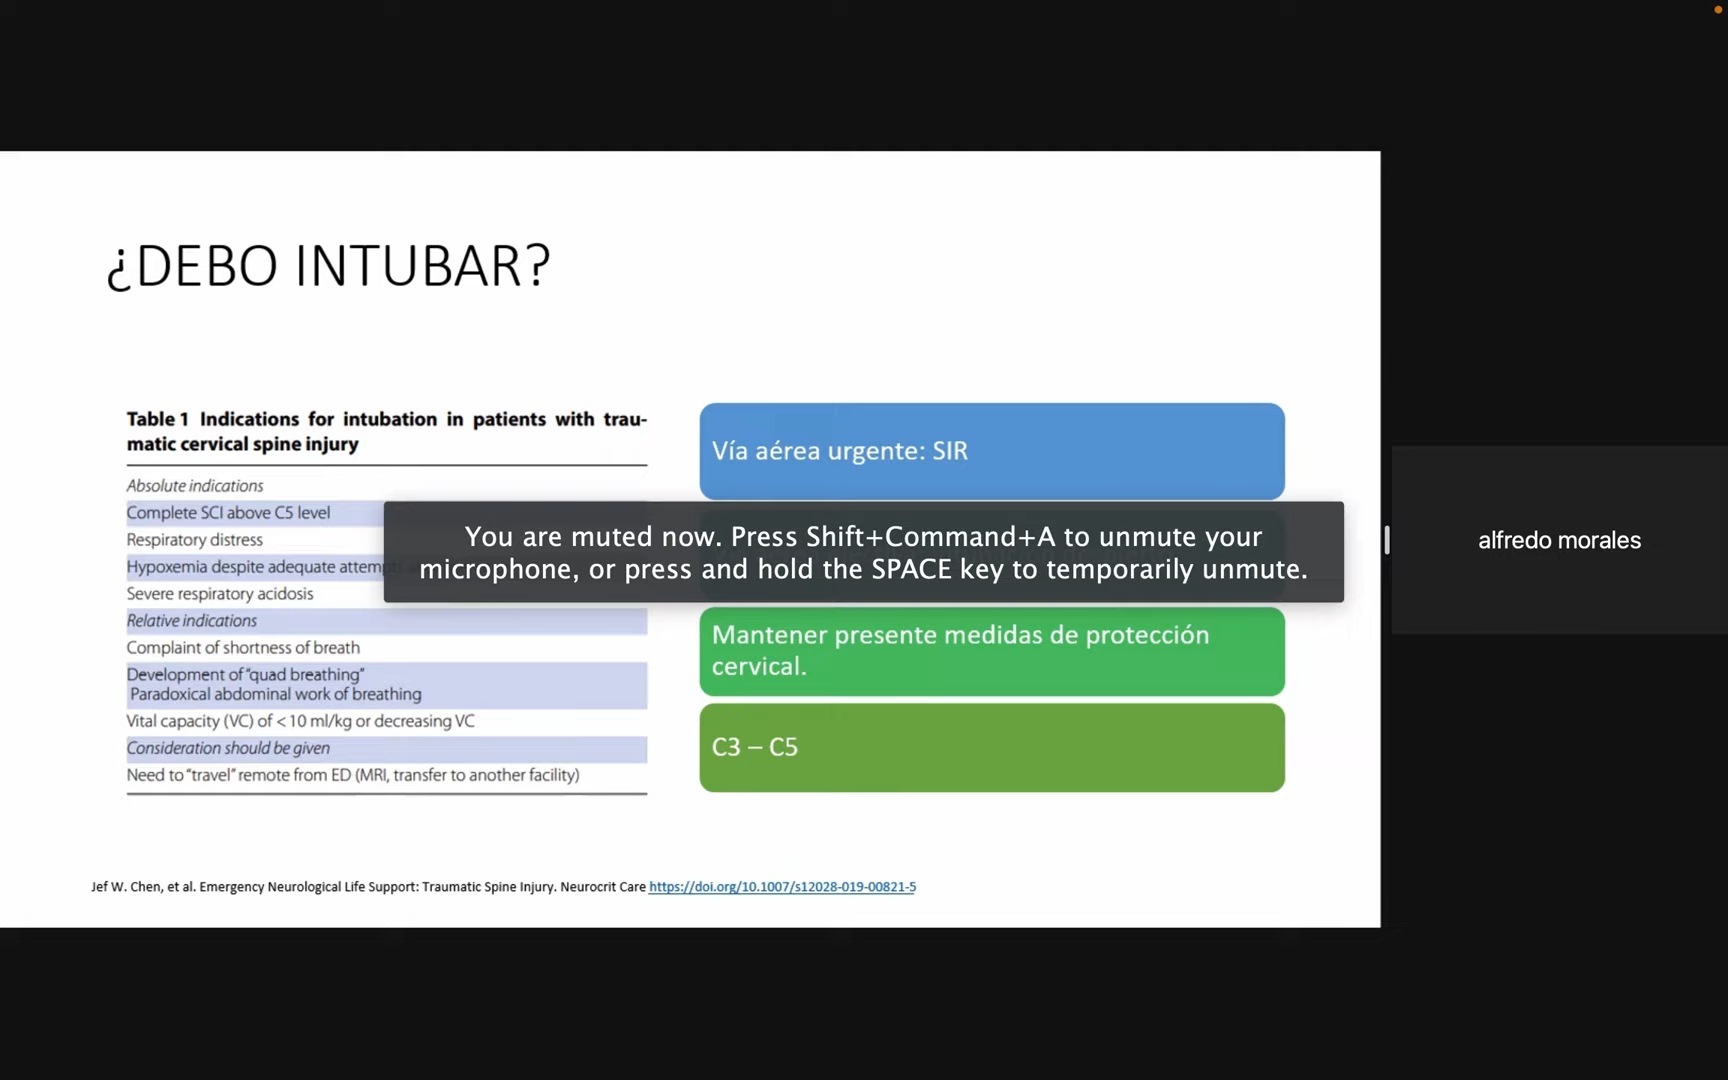 ¿DEBO INTUBAR?
Table 1 Indications for intubation in patients with trau-
matic cervical spine injury
Absolute indications
Complete SCI above C5 level
Respiratory distress
Hypoxemia despite adequate attemp
Severe respiratory acidosis
Relative indications
Complaint of shortness of breath
Development of "quad breathing"
Paradoxical abdominal work of breathing
Vital capacity (VC) of < 10 ml/kg or decreasing VC
Consideration should be given
Need to "travel" remote from ED (MRI, transfer to another facility)
Vía aérea urgente: SIR
You are muted now. Press Shift+Command+A to unmute your
microphone, or press and hold the SPACE key to temporarily unmute.
Mantener presente medidas de protección
cervical.
C3 – C5
alfredo morales
Jef W. Chen, et al. Emergency Neurological Life Support: Traumatic Spine Injury. Neurocrit Care https://doi.org/10.1007/s12028-019-00821-5